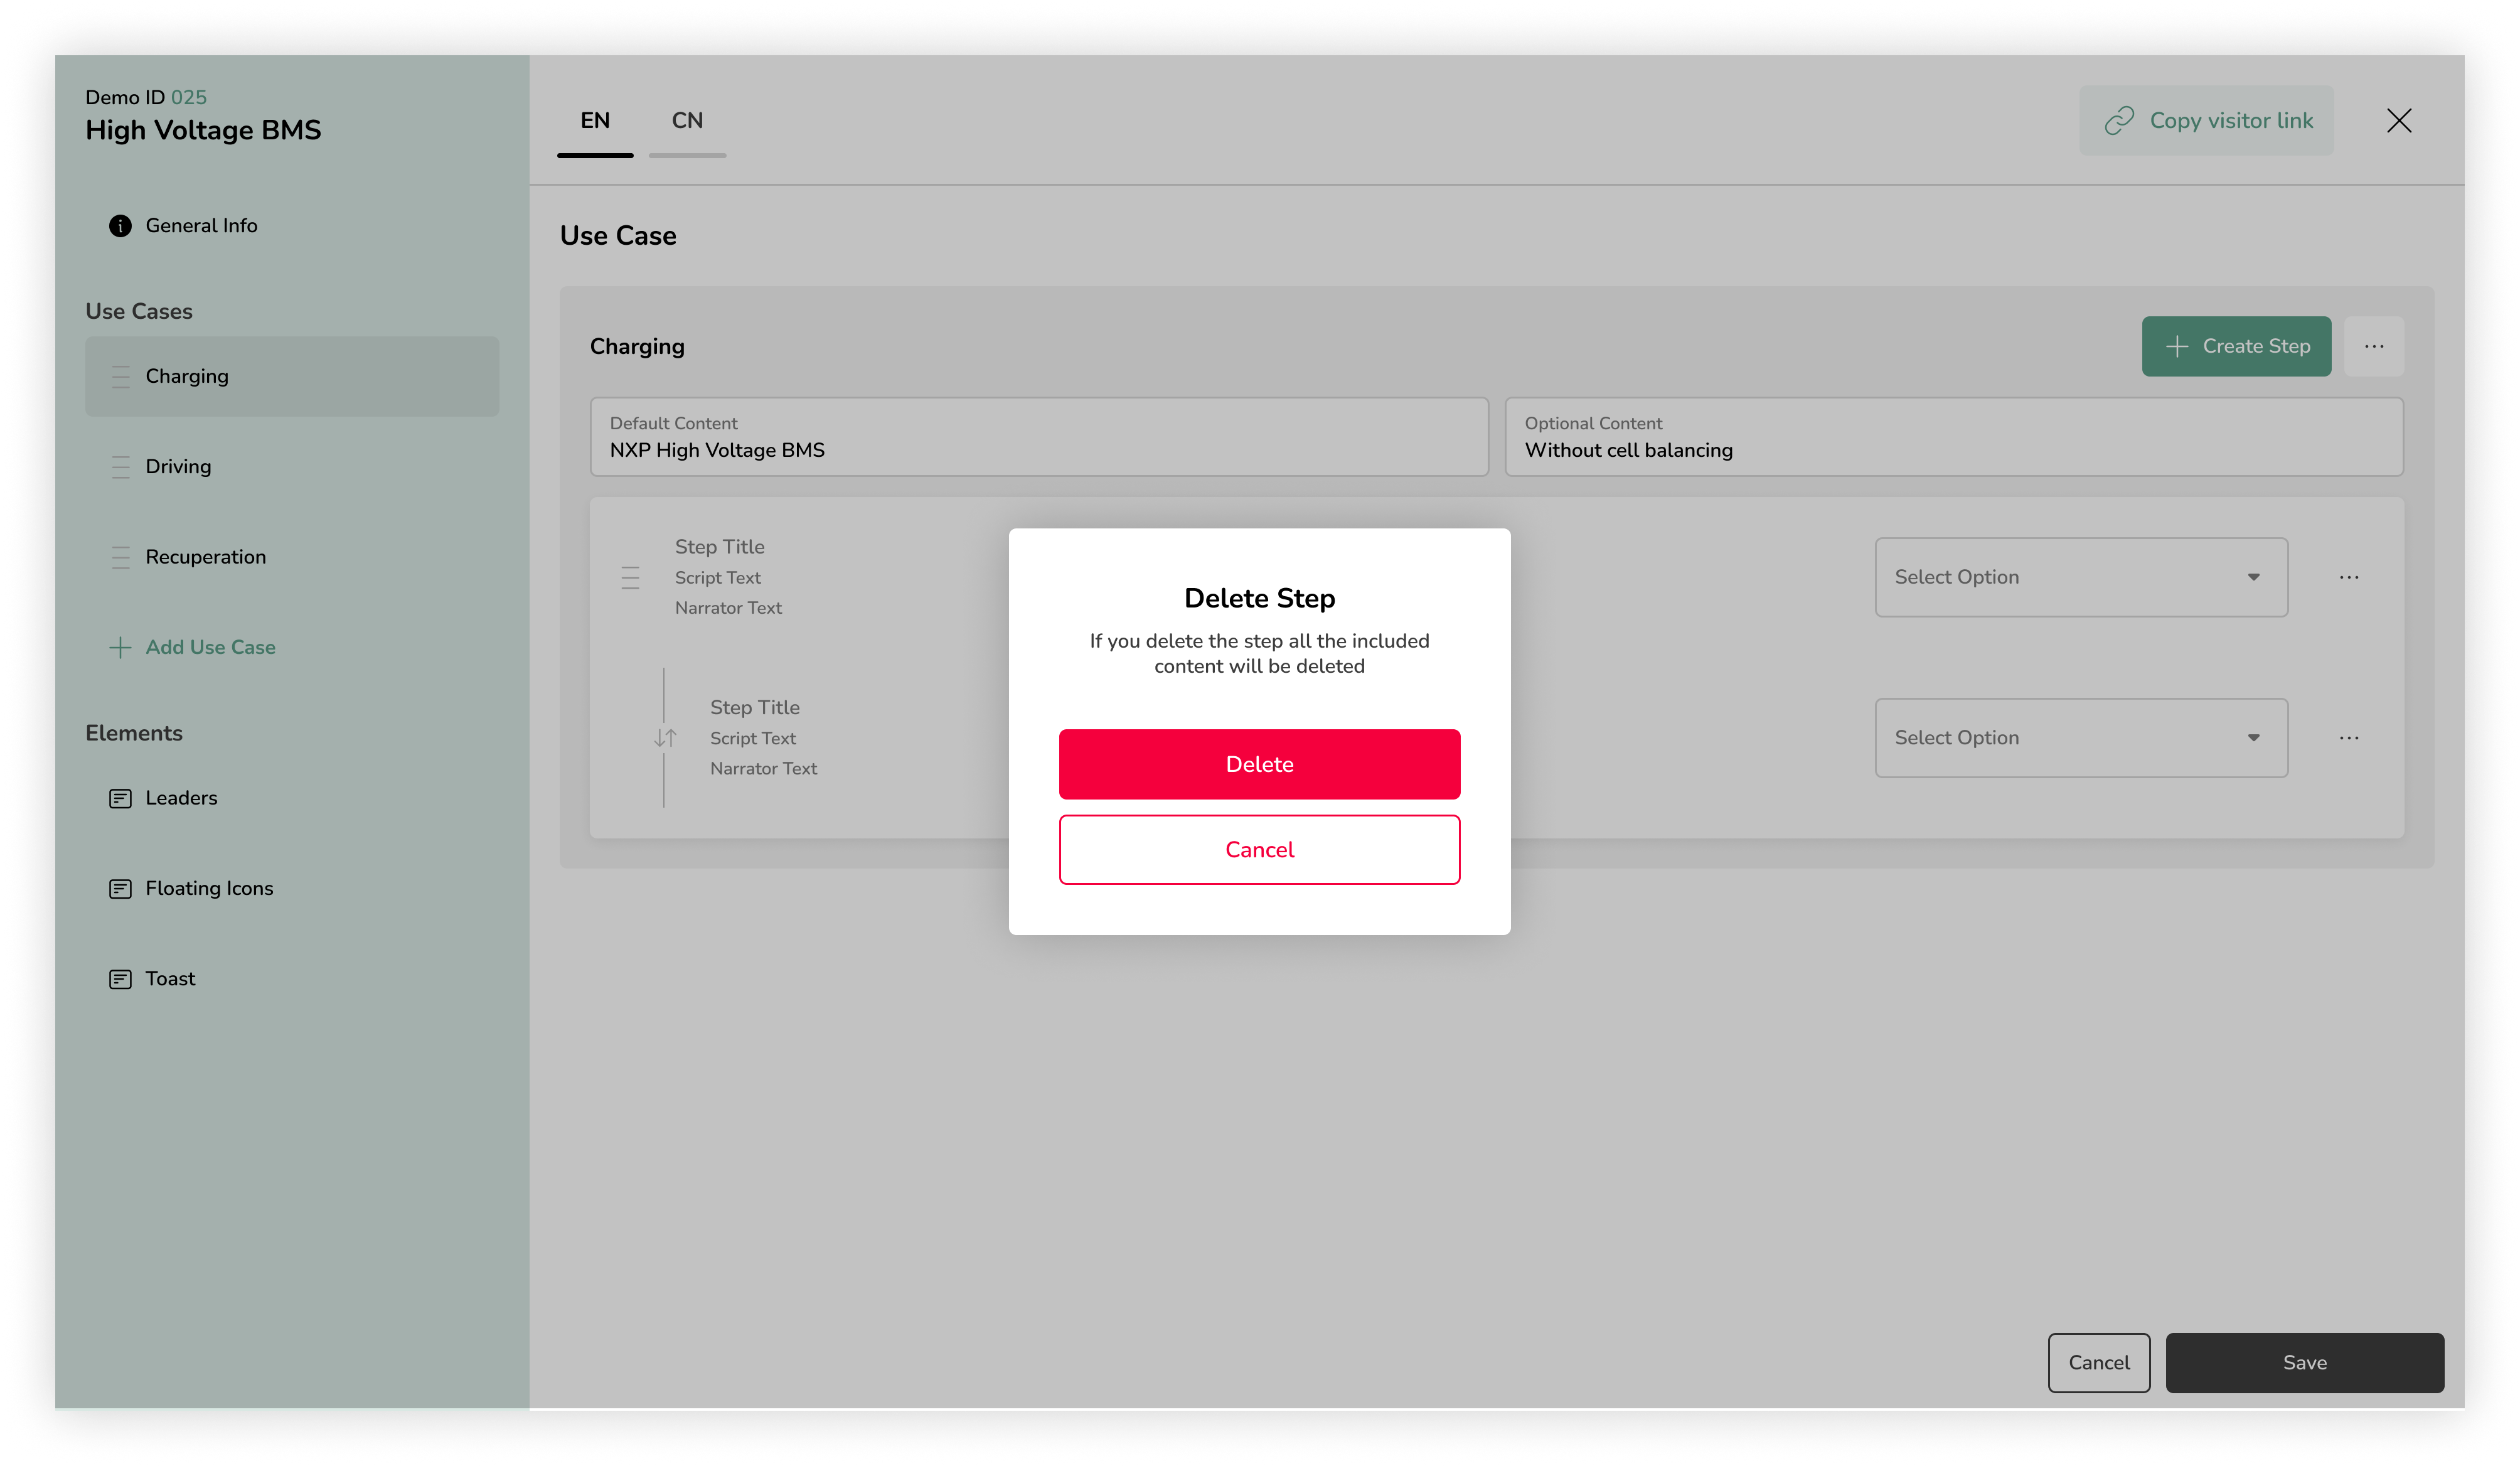 Demo ID 025
High Voltage BMS
General Info
Use Cases
Charging
Driving
Recuperation
Add Use Case
Elements
Leaders
Floating Icons
Toast
EN
CN
Copy visitor link
Use Case
Charging
Create Step
Default Content
NXP High Voltage BMS
Optional Content
Without cell balancing
Step Title
Script Text
Narrator Text
Select Option
Step Title
Script Text
Narrator Text
Select Option
Delete Step
If you delete the step all the included
content will be deleted
Delete
Cancel
Cancel
Save